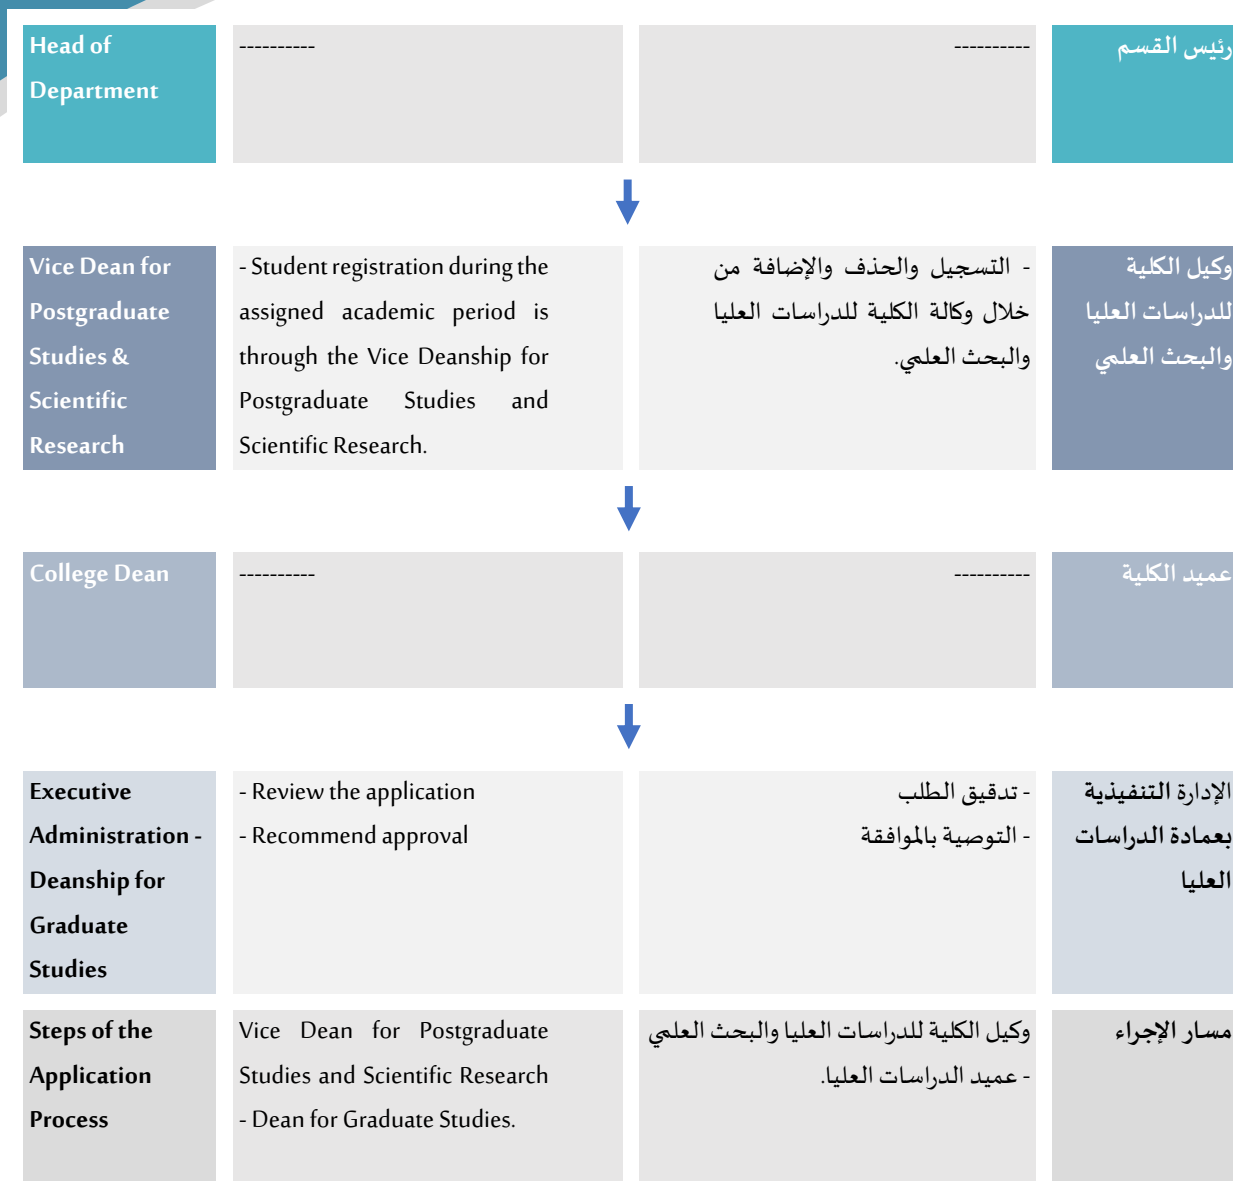 Head of
Department
----------
----------
رئيس القسم
Vice Dean for
Postgraduate
Studies &
Scientific
Research
- Student registration during the
assigned academic period is
through the Vice Deanship for
Postgraduate Studies and
Scientific Research.
- التسجيل والحذف والإضافة من
خلال وكالة الكلية للدراسات العليا
والبحث العلمي.
وكيل الكلية
للدراسات العليا
والبحث العلمي
College Dean
----------
----------
عميد الكلية
Executive
Administration -
Deanship for
Graduate
Studies
- Review the application
- Recommend approval
- تدقيق الطلب
- التوصية بالموافقة
الإدارة التنفيذية
بعمادة الدراسات
العليا
Steps of the
Application
Process
Vice Dean for Postgraduate
Studies and Scientific Research
- Dean for Graduate Studies.
وكيل الكلية للدراسات العليا والبحث العلمي
- عميد الدراسات العليا.
مسار الإجراء